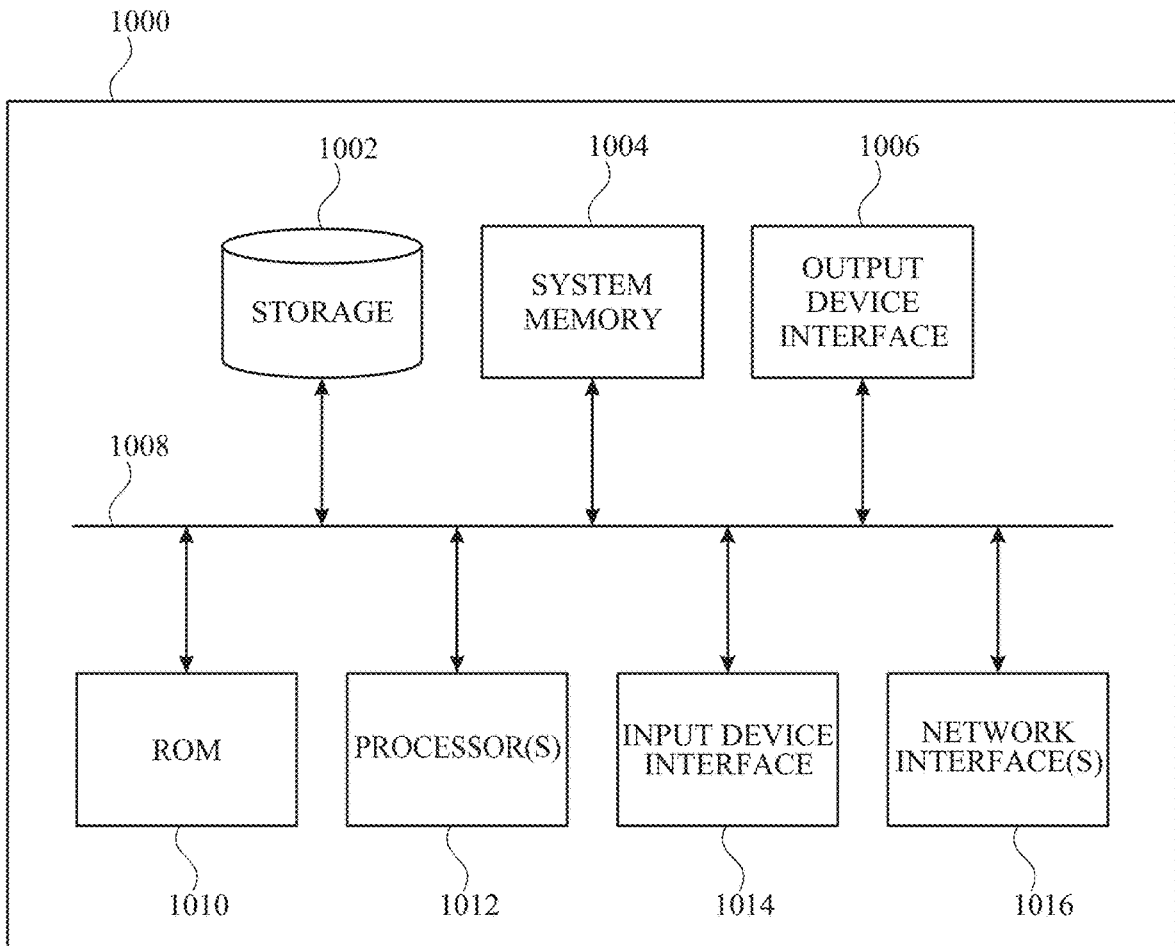 1000
1002
1004
1006
STORAGE
SYSTEM
MEMORY
OUTPUT
DEVICE
INTERFACE
1008
ROM
PROCESSOR(S)
INPUT DEVICE
INTERFACE
NETWORK
INTERFACE(S)
1010
1012
1014
1016